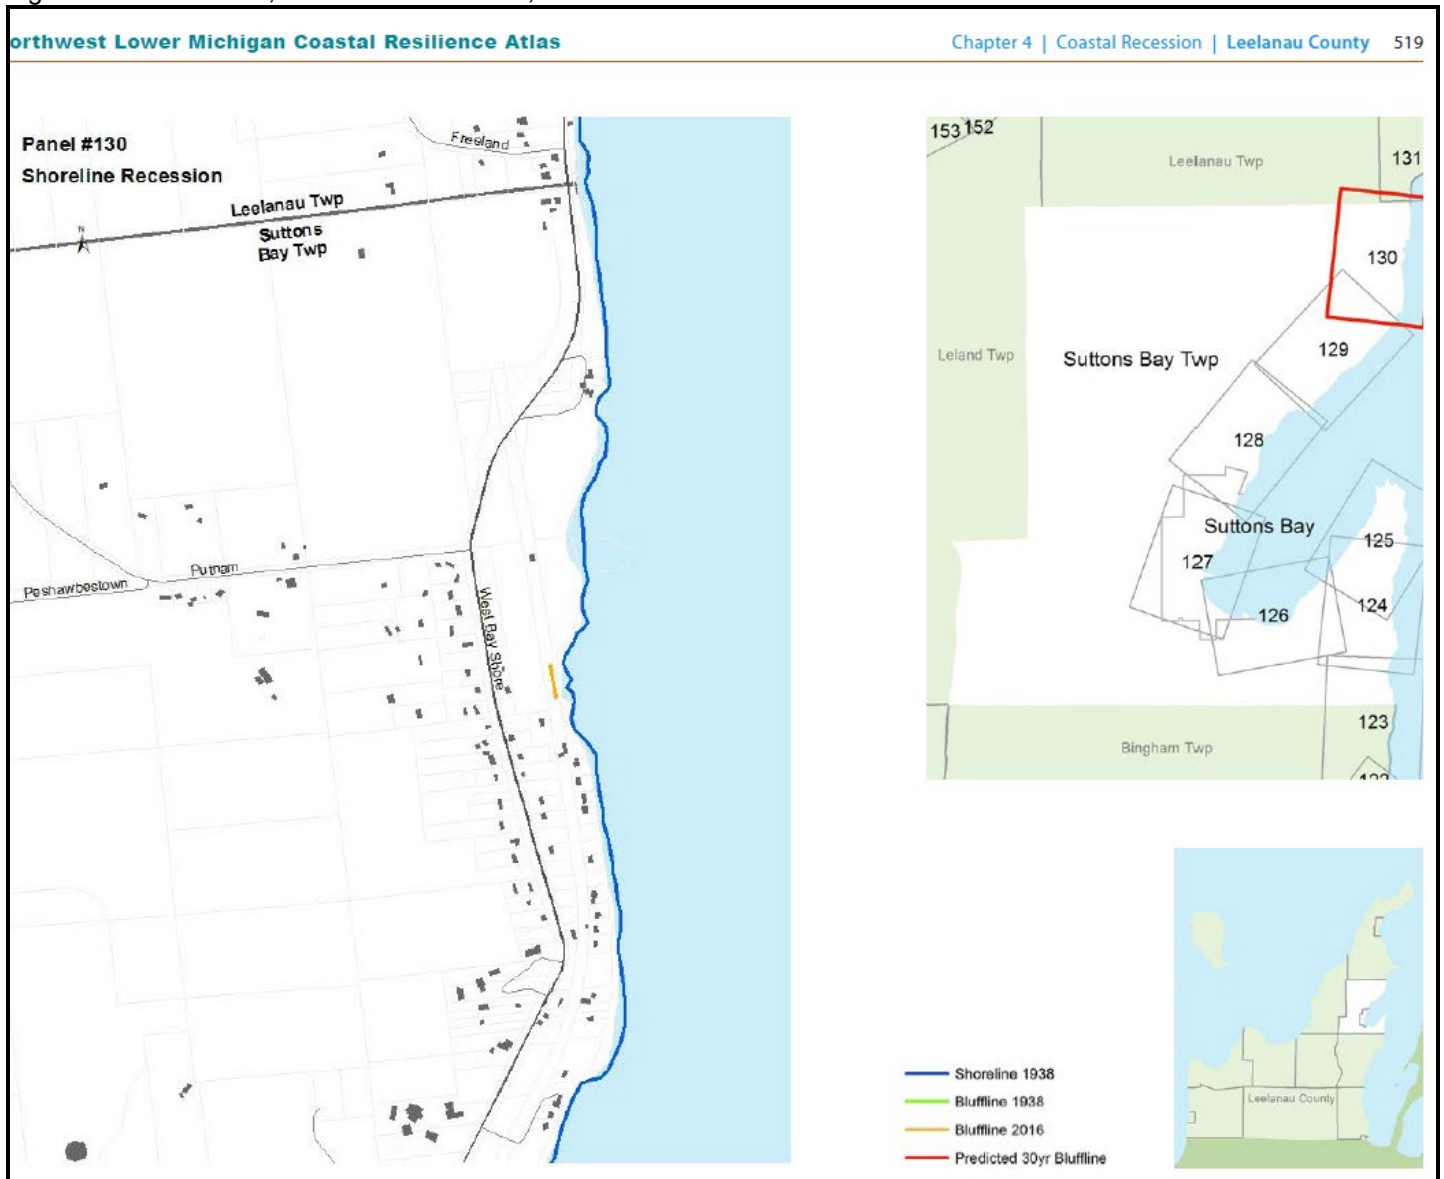 orthwest Lower Michigan Coastal Resilience Atlas
Chapter 4 | Coastal Recession | Leelanau County 519
Panel #130
Shoreline Recession
N
Freeland
Leelanau Twp
Suttons
Bay Twp
Putnam
Peshawbestown
West Bay Shore
153 152
Leelanau Twp
131
130
129
Leland Twp
Suttons Bay Twp
128
Suttons Bay
125
127
124
126
123
Bingham Twp
Leelanau County
Shoreline 1938
Bluffline 1938
Bluffline 2016
Predicted 30yr Bluffline